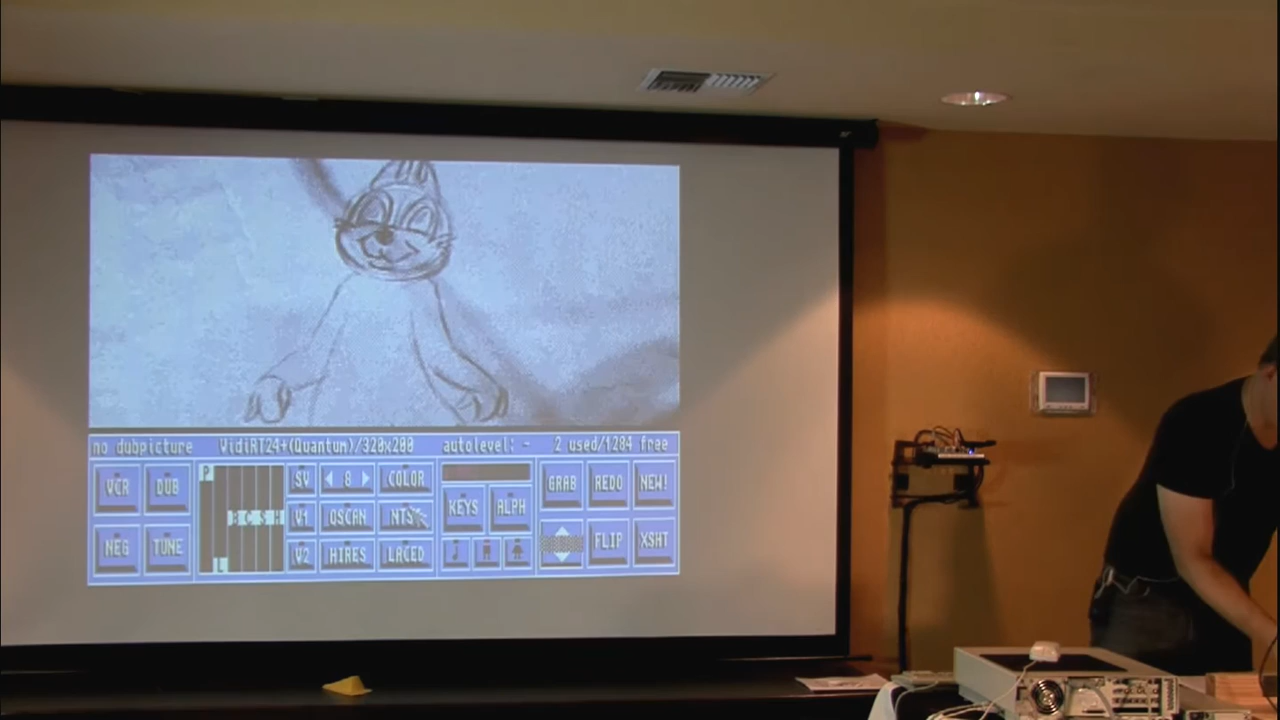 no dubpicture VidiRT24+(Quantum)/320x200 autolevel: - 2 used/1284 free
VCR DUB P SV 8 COLOR GRAB REDO NEW!
B C S H V1 OSCAN NTS KEYS ALPH
NEG TUNE L V2 HIRES LACED FLIP XSHT